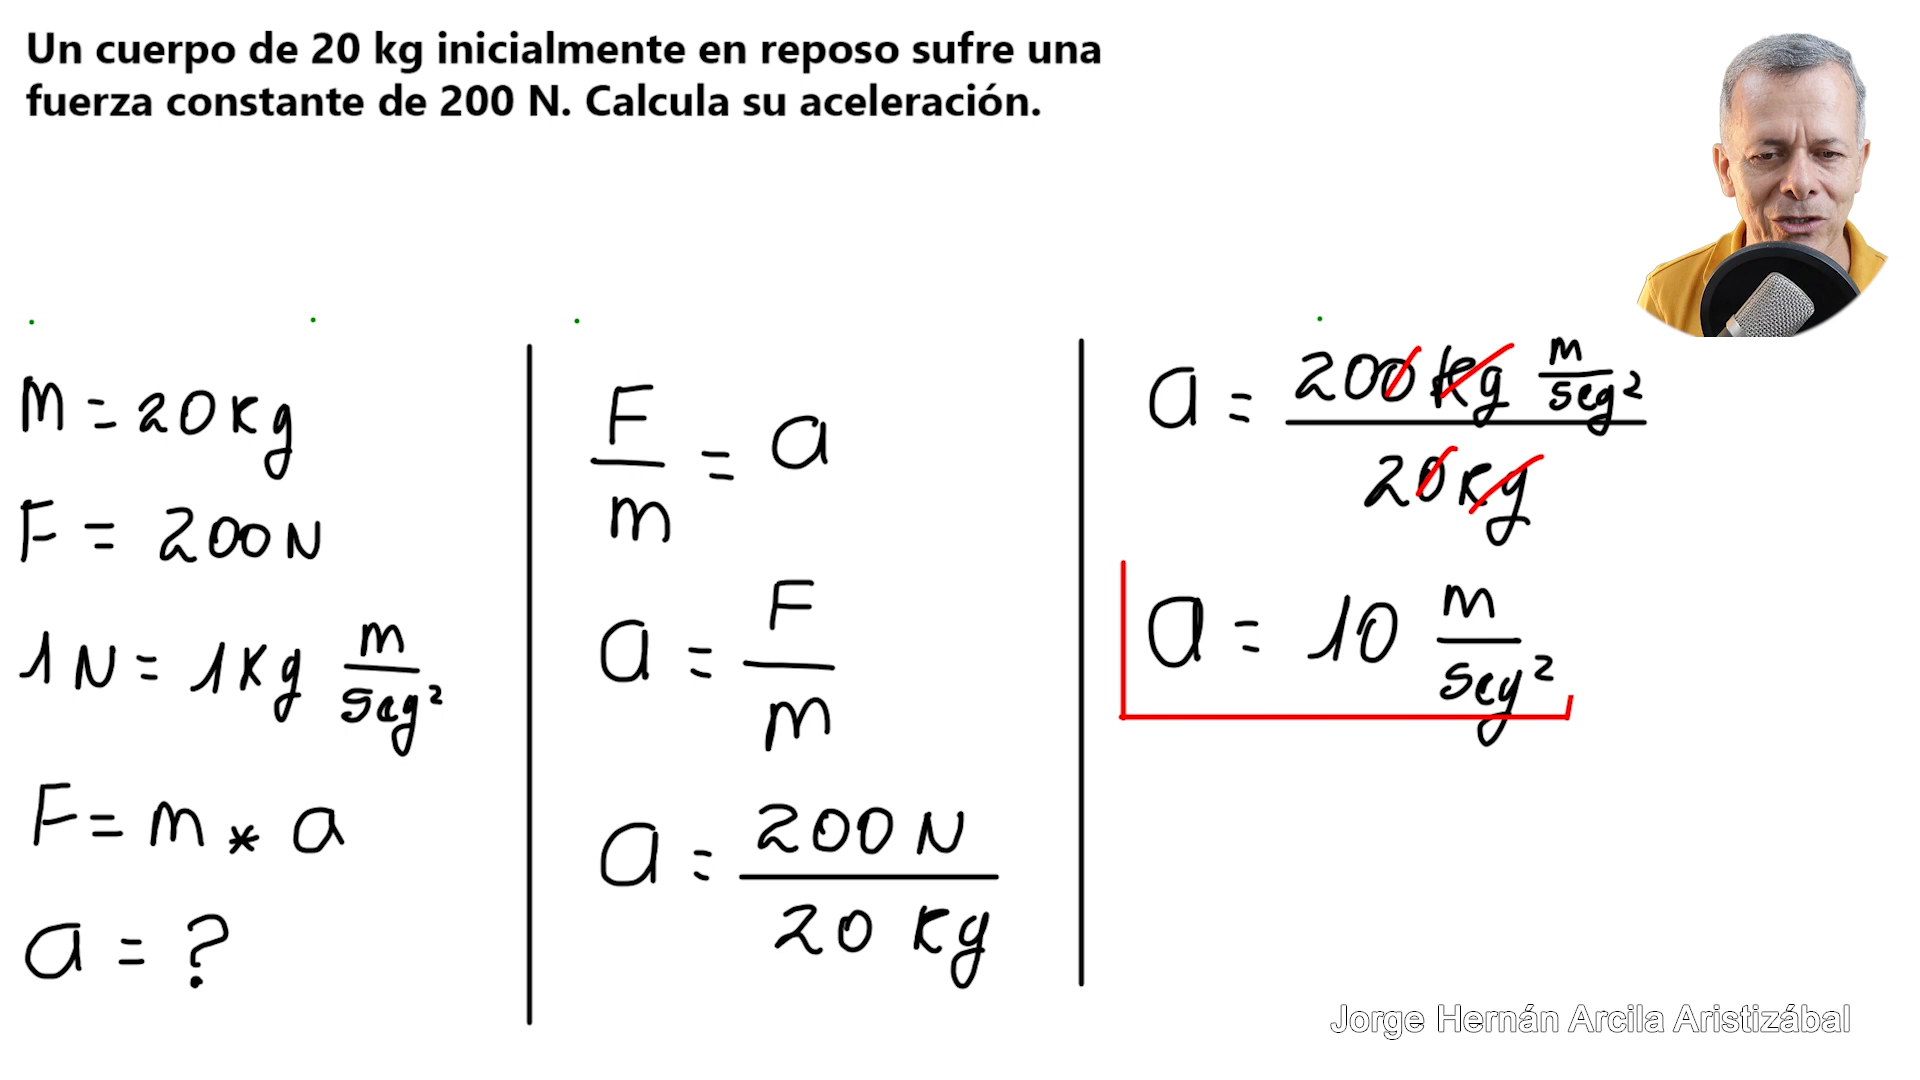 Un cuerpo de 20 kg inicialmente en reposo sufre una
fuerza constante de 200 N. Calcula su aceleración.
m = 20 kg
F = 200 N
1 N = 1 kg m/seg²
F = m * a
a = ?
F/m = a
a = F/m
a = 200 N / 20 kg
a = 200 kg m/seg² / 20 kg
a = 10 m/seg²
Jorge Hernán Arcila Aristizábal